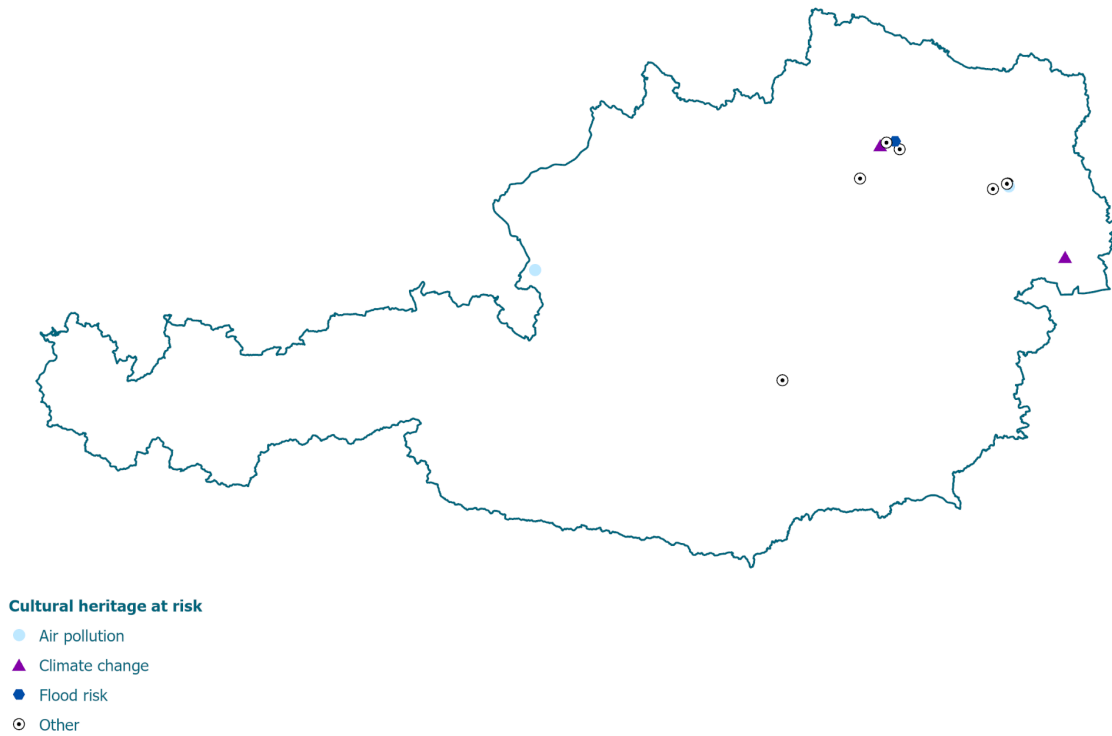 Cultural heritage at risk
Air pollution
Climate change
Flood risk
Other